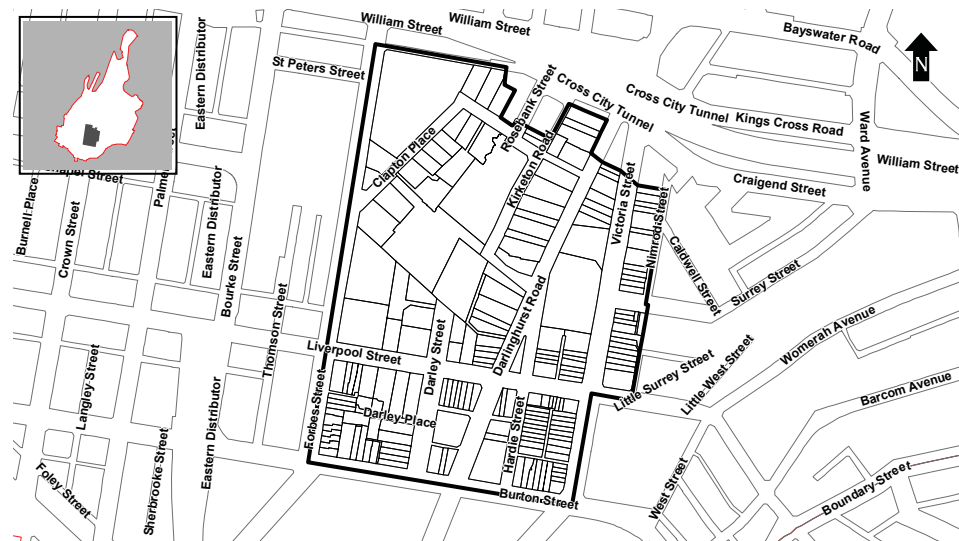 William Street
William Street
Bayswater Road
N
St Peters Street
Eastern Distributor
Rosebank Street
Cross City Tunnel
Cross City Tunnel
Kings Cross Road
Ward Avenue
William Street
Clapton Place
Kirketon Road
Craigend Street
Palmer
Street
Burnell Place
Crown Street
Eastern Distributor
Bourke Street
Victoria Street
Nimrod Street
Caldwell Street
Surrey Street
Womerah Avenue
Thomson Street
Darlinghurst Road
Darley Street
Liverpool Street
Langley Street
Little Surrey Street
Little West Street
Barcom Avenue
Forbes Street
Darley Place
Hardie Street
Eastern Distributor
Sherbrooke Street
Foley Street
Burton Street
West Street
Boundary Street